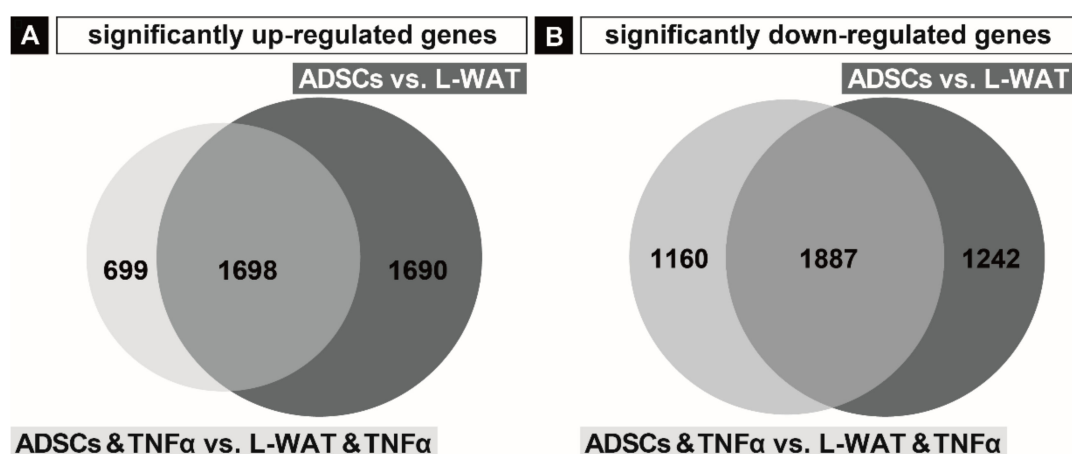 A significantly up-regulated genes
ADSCs vs. L-WAT
699 1698 1690
ADSCs & TNFα vs. L-WAT & TNFα
B significantly down-regulated genes
ADSCs vs. L-WAT
1160 1887 1242
ADSCs & TNFα vs. L-WAT & TNFα